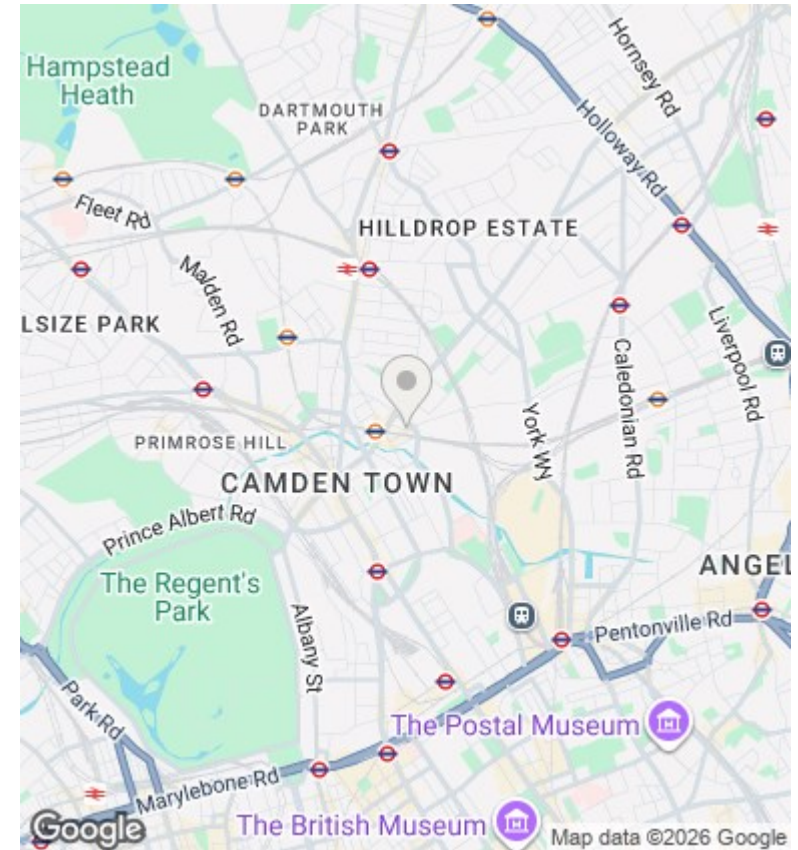 Hampstead
Heath
DARTMOUTH
PARK
Hornsey Rd
Holloway Rd
Fleet Rd
HILLDROP ESTATE
Malden Rd
LSIZE PARK
Liverpool Rd
Caledonian Rd
York Wy
PRIMROSE HILL
CAMDEN TOWN
Prince Albert Rd
ANGEL
The Regent's
Park
Albany St
Pentonville Rd
Park Rd
The Postal Museum
Marylebone Rd
The British Museum
Google
Map data ©2026 Google